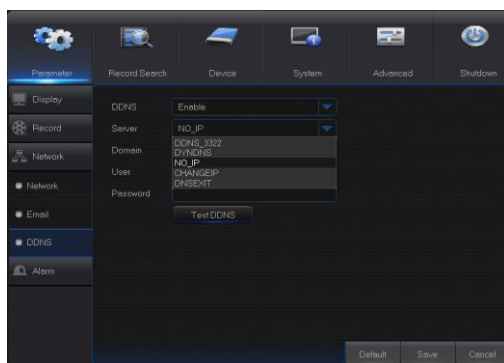 Parameter
Record Search
Device
System
Advanced
Shutdown
Display
Record
Network
Network
Email
DDNS
Alarm
DDNS
Enable
Server
NO_IP
DDNS_3322
DYNDNS
NO_IP
CHANGEIP
DNSEXIT
Domain
User
Password
Test DDNS
Default
Save
Cancel